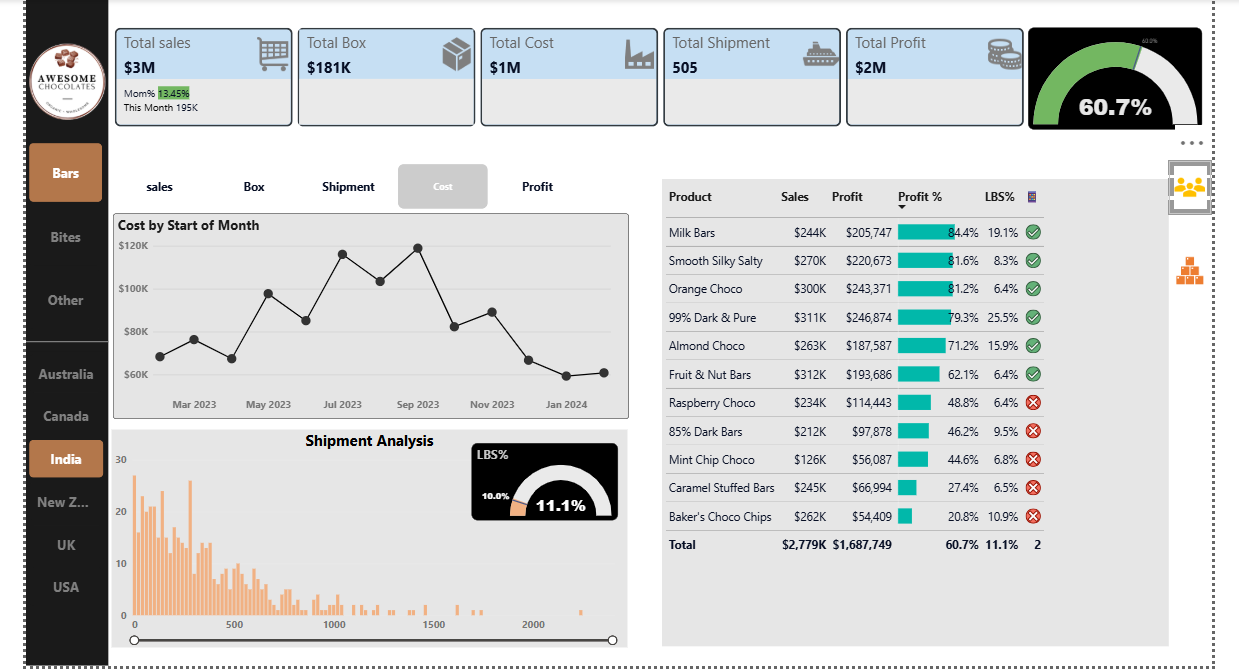 AWESOME
CHOCOLATES
Bars
Bites
Other
Australia
Canada
India
New Z...
UK
USA
Total sales
$3M
Mom% 13.45%
This Month 195K
Total Box
$181K
Total Cost
$1M
Total Shipment
505
Total Profit
$2M
60.0%
60.7%
sales Box Shipment Cost Profit
Cost by Start of Month
$120K
$100K
$80K
$60K
Mar 2023 May 2023 Jul 2023 Sep 2023 Nov 2023 Jan 2024
Shipment Analysis
30
20
10
0
0 500 1000 1500 2000
LBS%
10.0%
11.1%
Product Sales Profit Profit % LBS%
Milk Bars $244K $205,747 84.4% 19.1%
Smooth Silky Salty $270K $220,673 81.6% 8.3%
Orange Choco $300K $243,371 81.2% 6.4%
99% Dark & Pure $311K $246,874 79.3% 25.5%
Almond Choco $263K $187,587 71.2% 15.9%
Fruit & Nut Bars $312K $193,686 62.1% 6.4%
Raspberry Choco $234K $114,443 48.8% 6.4%
85% Dark Bars $212K $97,878 46.2% 9.5%
Mint Chip Choco $126K $56,087 44.6% 6.8%
Caramel Stuffed Bars $245K $66,994 27.4% 6.5%
Baker's Choco Chips $262K $54,409 20.8% 10.9%
Total $2,779K $1,687,749 60.7% 11.1% 2